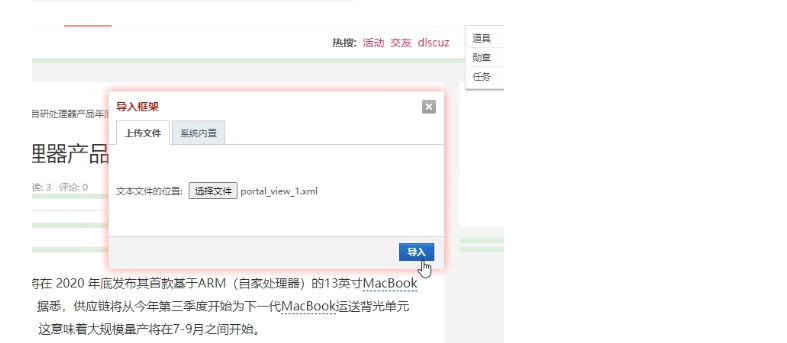 热搜: 活动 交友 discuz
道具
勋章
任务
导入框架
自研处理器产品年
上传文件 系统内置
理器产品
读: 3 评论: 0
文本文件的位置: 选择文件 portal_view_1.xml
导入
将在 2020 年底发布其首款基于ARM（自家处理器）的13英寸MacBook
据悉，供应链将从今年第三季度开始为下一代MacBook运送背光单元
这意味着大规模量产将在7-9月之间开始。